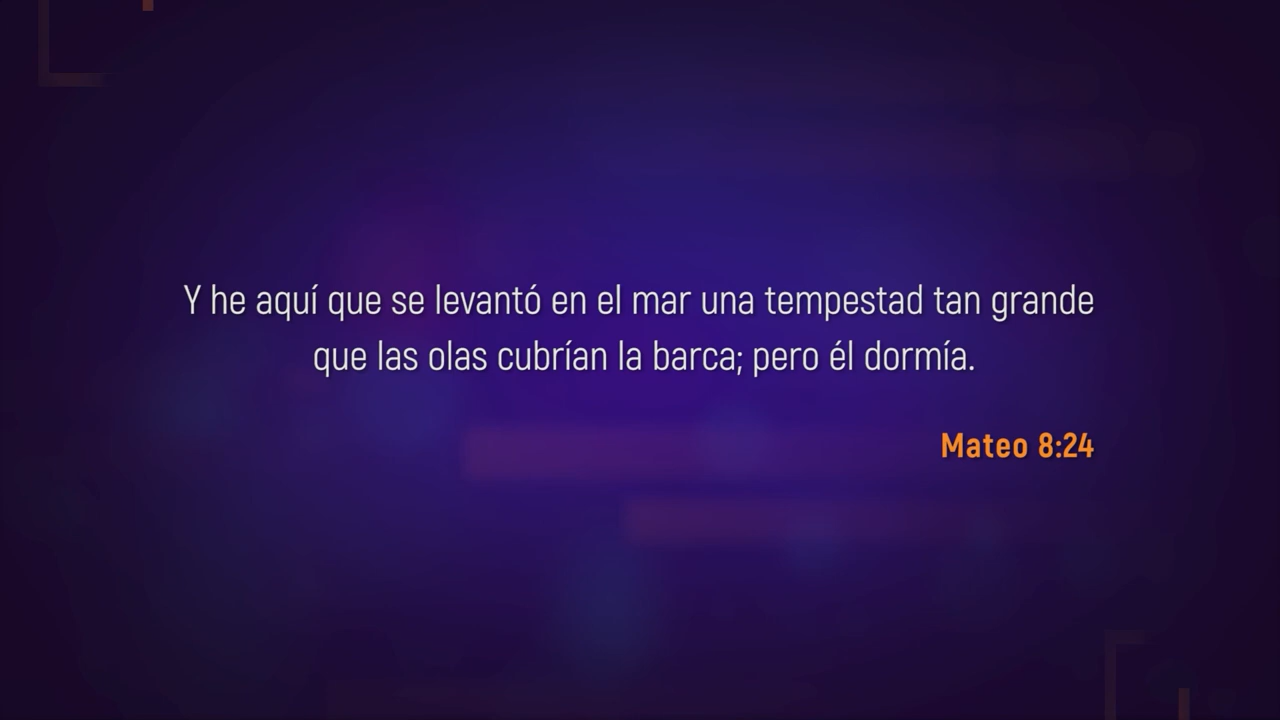 Y he aquí que se levantó en el mar una tempestad tan grande
que las olas cubrían la barca; pero él dormía.
Mateo 8:24